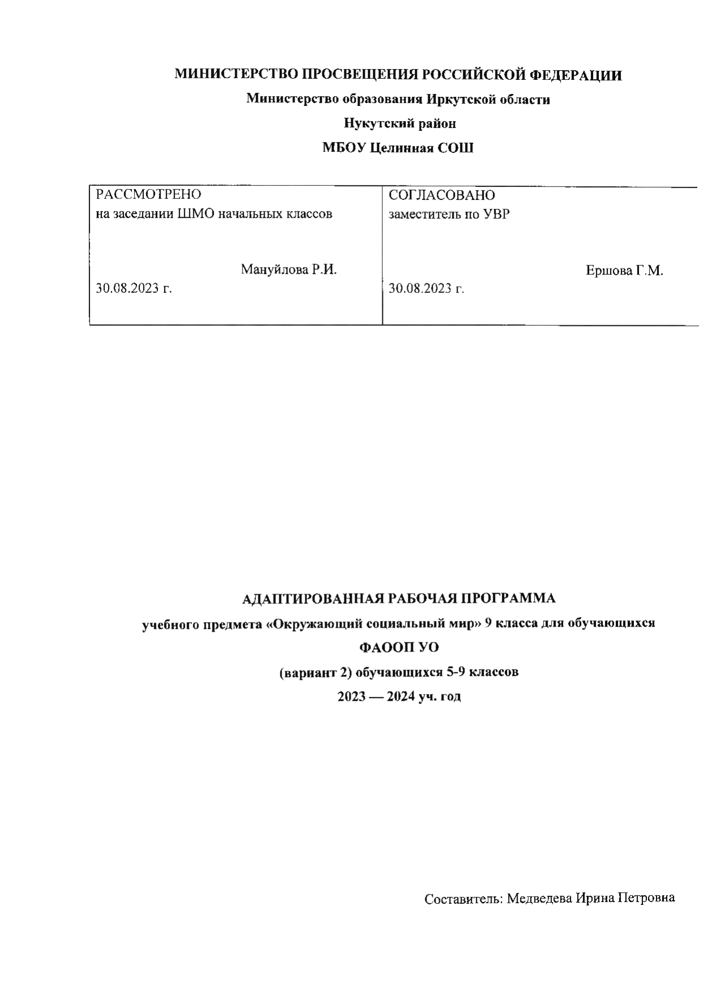 МИНИСТЕРСТВО ПРОСВЕЩЕНИЯ РОССИЙСКОЙ ФЕДЕРАЦИИ
Министерство образования Иркутской области
Нукутский район
МБОУ Целинная СОШ
РАССМОТРЕНО
на заседании ШМО начальных классов
Мануйлова Р.И.
30.08.2023 г.
СОГЛАСОВАНО
заместитель по УВР
Ершова Г.М.
30.08.2023 г.
АДАПТИРОВАННАЯ РАБОЧАЯ ПРОГРАММА
учебного предмета «Окружающий социальный мир» 9 класса для обучающихся
ФАООП УО
(вариант 2) обучающихся 5-9 классов
2023 — 2024 уч. год
Составитель: Медведева Ирина Петровна